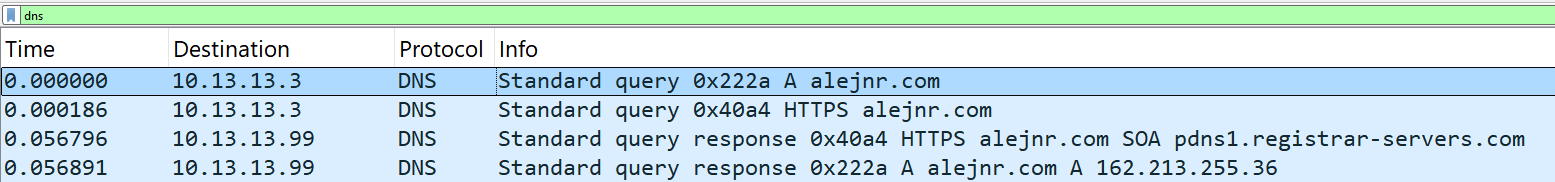 dns
Time Destination Protocol Info
0.000000 10.13.13.3 DNS Standard query 0x222a A alejnr.com
0.000186 10.13.13.3 DNS Standard query 0x40a4 HTTPS alejnr.com
0.056796 10.13.13.99 DNS Standard query response 0x40a4 HTTPS alejnr.com SOA pdns1.registrar-servers.com
0.056891 10.13.13.99 DNS Standard query response 0x222a A alejnr.com A 162.213.255.36